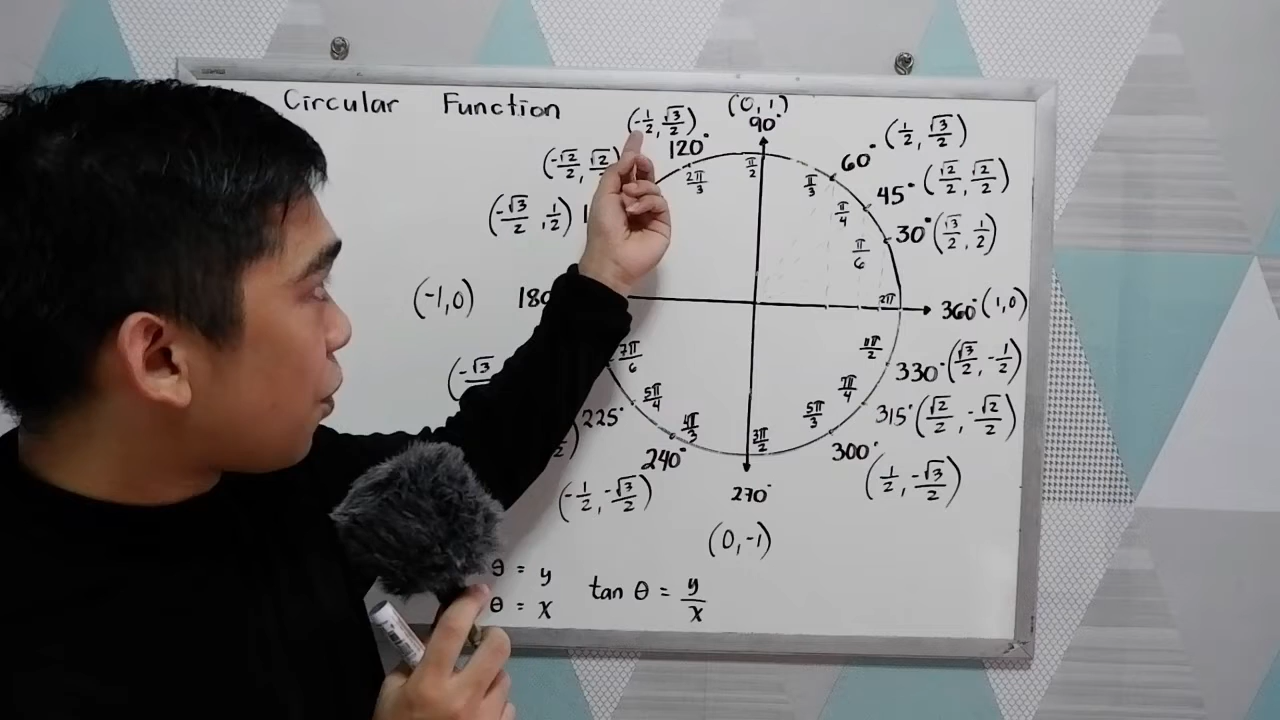 Circular Function
(-1/2, √3/2)
(0, 1)
90°
120°
60° (1/2, √3/2)
(-√2/2, √2/2)
2π/3
π/2
π/3
45° (√2/2, √2/2)
(-√3/2, 1/2)
π/4
30° (√3/2, 1/2)
π/6
(-1, 0)
180
2π
360° (1, 0)
7π/6
330° (√3/2, -1/2)
5π/4
7π/4
225°
4π/3
3π/2
5π/3
315° (√2/2, -√2/2)
240°
300°
(-1/2, -√3/2)
270°
(1/2, -√3/2)
(0, -1)
θ = y
θ = x
tan θ = y/x